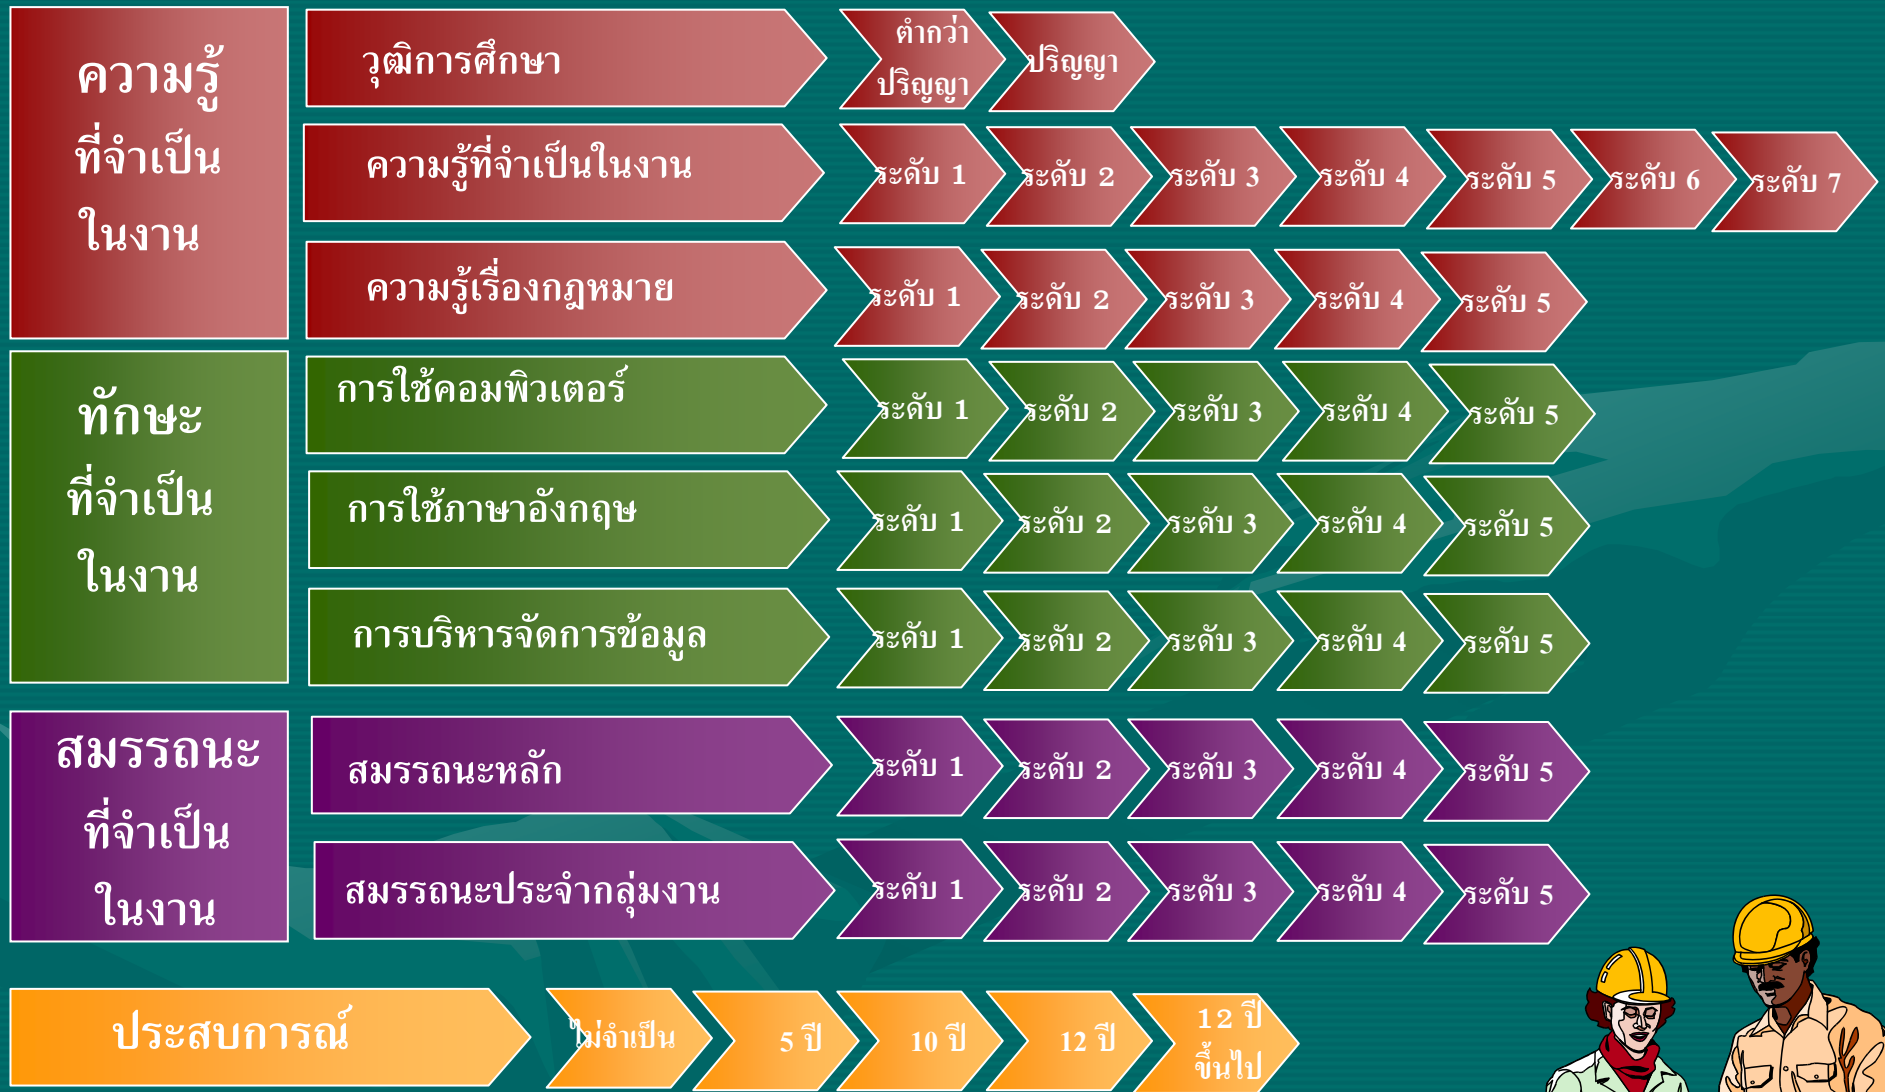 ความรู้
ที่จำเป็น
ในงาน
วุฒิการศึกษา
ต่ำกว่า
ปริญญา
ปริญญา
ความรู้ที่จำเป็นในงาน
ระดับ 1
ระดับ 2
ระดับ 3
ระดับ 4
ระดับ 5
ระดับ 6
ระดับ 7
ความรู้เรื่องกฎหมาย
ระดับ 1
ระดับ 2
ระดับ 3
ระดับ 4
ระดับ 5
ทักษะ
ที่จำเป็น
ในงาน
การใช้คอมพิวเตอร์
ระดับ 1
ระดับ 2
ระดับ 3
ระดับ 4
ระดับ 5
การใช้ภาษาอังกฤษ
ระดับ 1
ระดับ 2
ระดับ 3
ระดับ 4
ระดับ 5
การบริหารจัดการข้อมูล
ระดับ 1
ระดับ 2
ระดับ 3
ระดับ 4
ระดับ 5
สมรรถนะ
ที่จำเป็น
ในงาน
สมรรถนะหลัก
ระดับ 1
ระดับ 2
ระดับ 3
ระดับ 4
ระดับ 5
สมรรถนะประจำกลุ่มงาน
ระดับ 1
ระดับ 2
ระดับ 3
ระดับ 4
ระดับ 5
ประสบการณ์
ไม่จำเป็น
5 ปี
10 ปี
12 ปี
12 ปี
ขึ้นไป